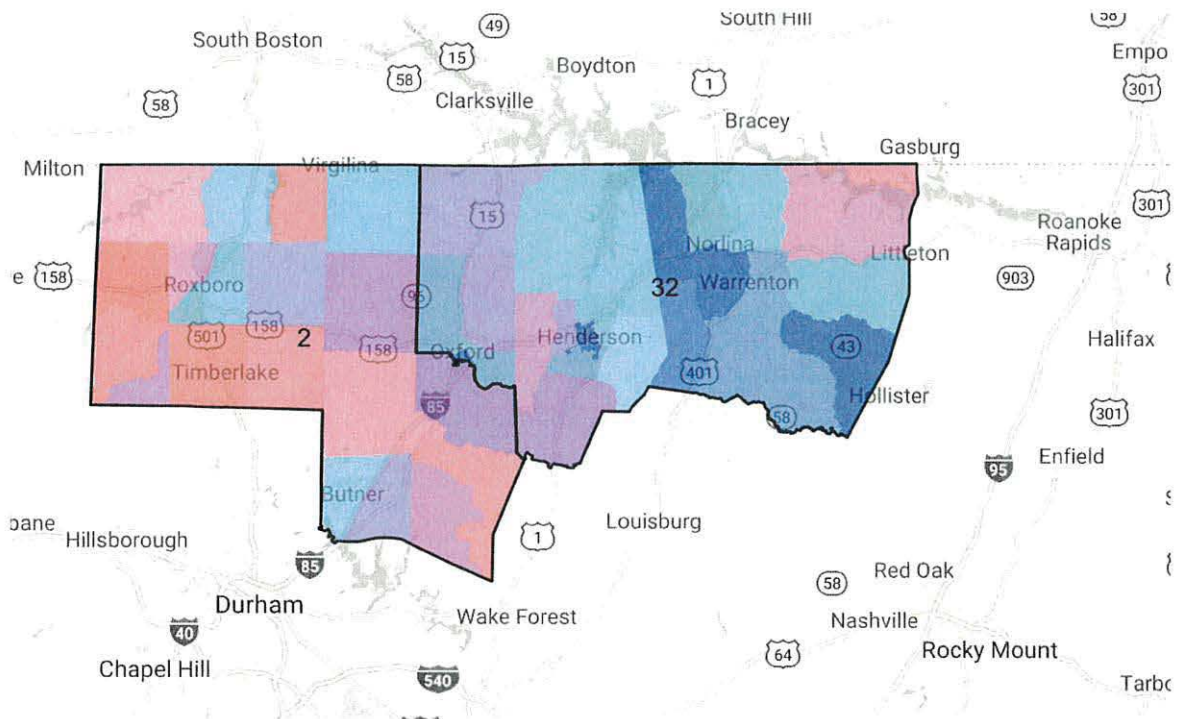 South Hill
49
58
South Boston
15
Empo
58
Boydton
1
301
Clarksville
58
Bracey
Gasburg
Milton
Virgilina
15
301
Roanoke
Rapids
Norlina
Littleton
e
158
Roxboro
Warrenton
903
96
32
501
158
2
158
Henderson
Oxford
43
Halifax
Timberlake
401
85
Hollister
301
58
Enfield
95
Butner
Louisburg
Hillsborough
1
85
Red Oak
58
Durham
Wake Forest
Nashville
40
64
Rocky Mount
Chapel Hill
540